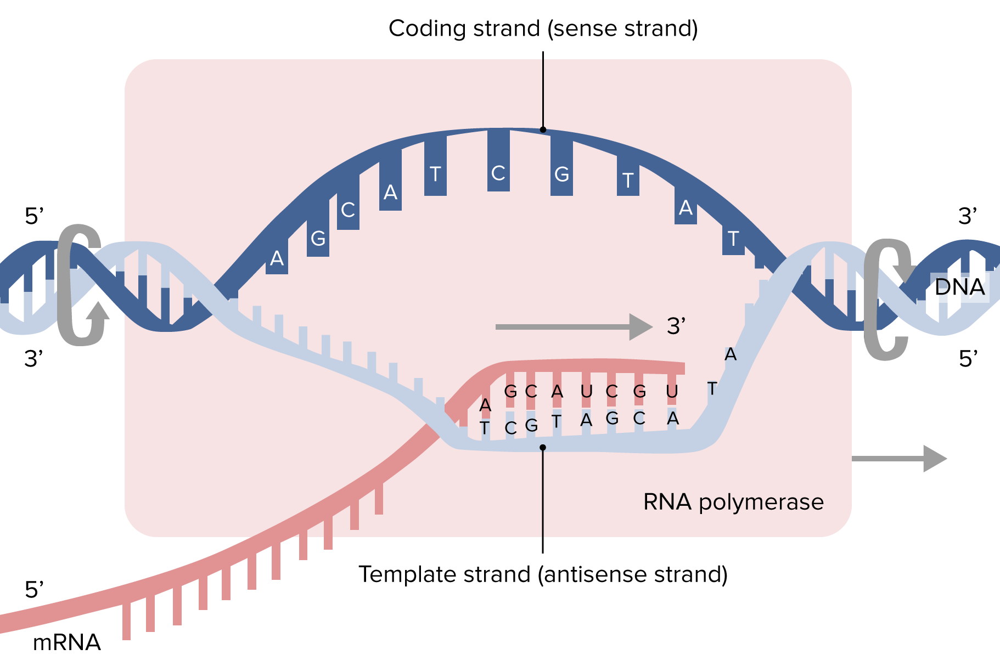 Coding strand (sense strand)
A G C A T C G T A T
5’
3’
3’
3’
DNA
5’
A
T
A G C A U C G U
T C G T A G C A
RNA polymerase
Template strand (antisense strand)
5’
mRNA